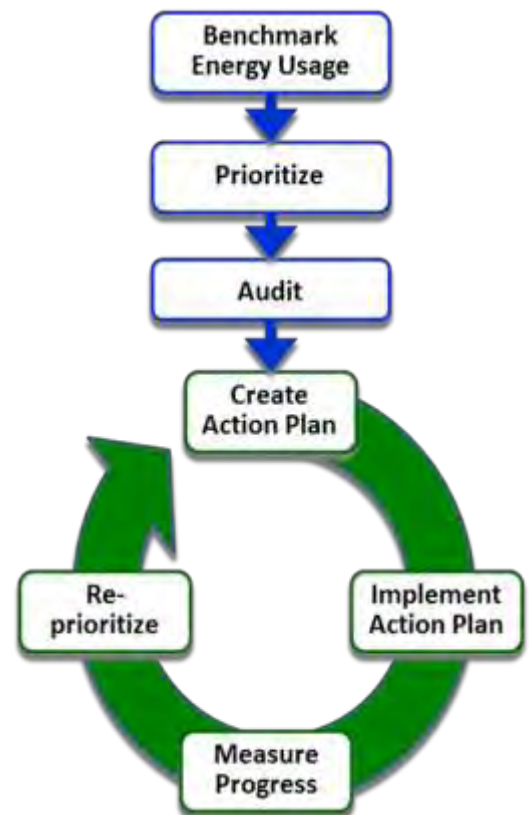 Benchmark
Energy Usage
Prioritize
Audit
Create
Action Plan
Implement
Action Plan
Measure
Progress
Re-
prioritize